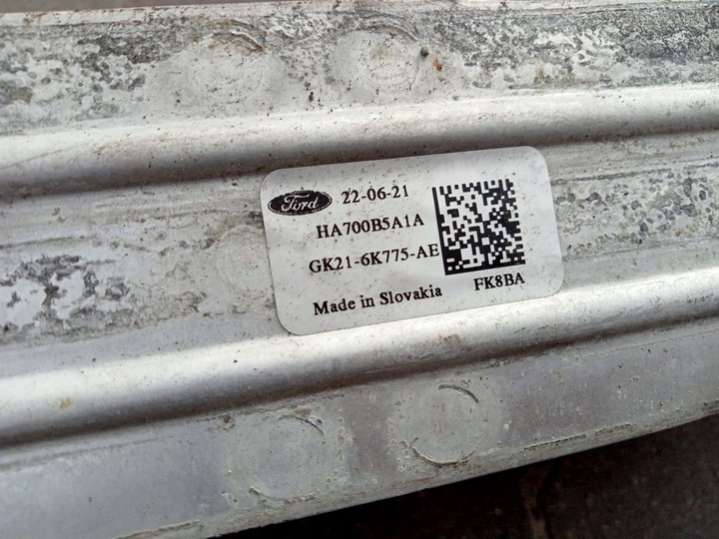 Ford 22-06-21
HA700B5A1A
GK21-6K775-AE
Made in Slovakia FK8BA